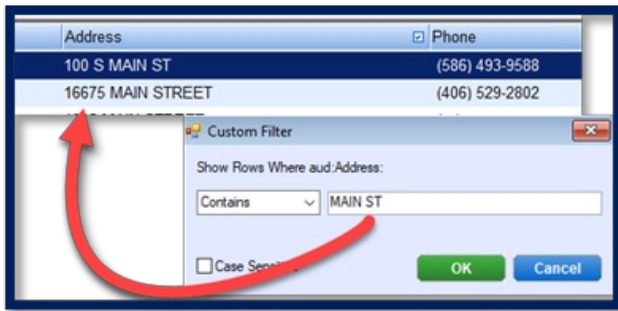 Address Phone
100 S MAIN ST (586) 493-9588
16675 MAIN STREET (406) 529-2802
Custom Filter
Show Rows Where aud:Address:
Contains MAIN ST
Case
OK Cancel